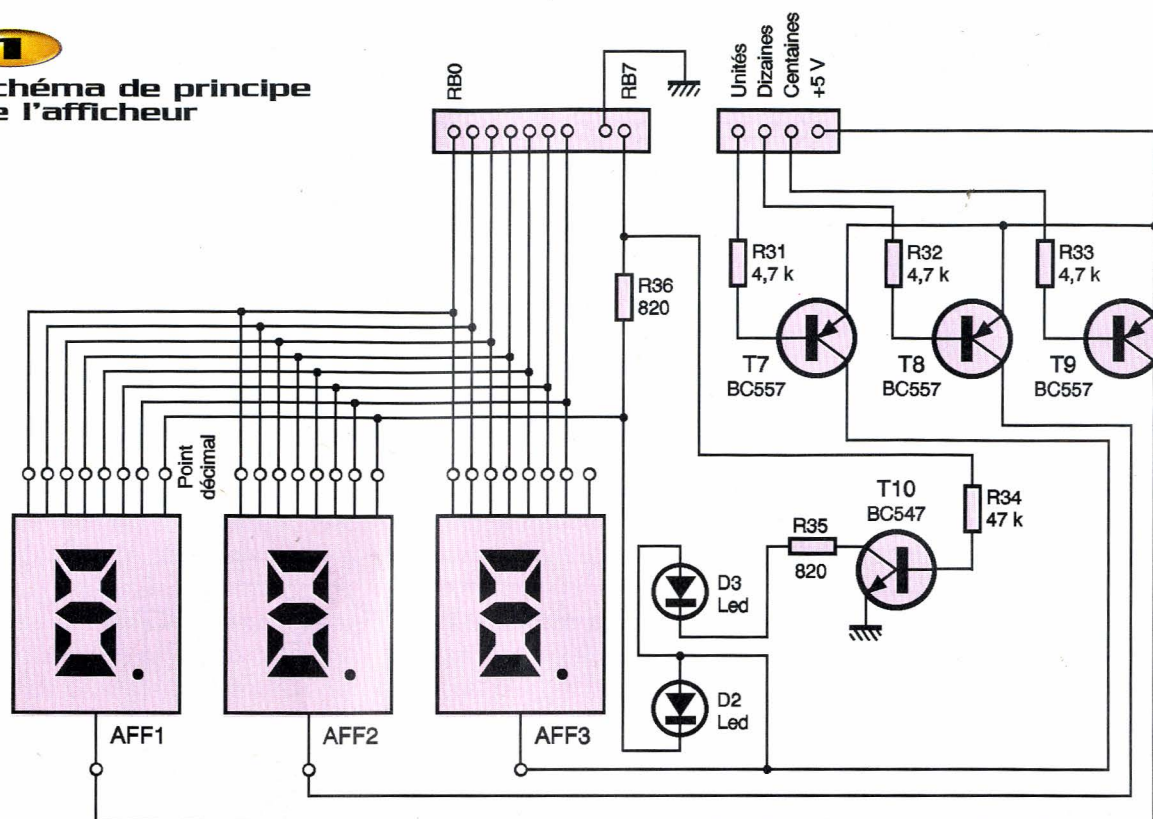 1
chéma de principe
e l'afficheur
RB0
RB7
Unités
Dizaines
Centaines
+5 V
R31
4,7 k
R32
4,7 k
R33
4,7 k
R36
820
T7
BC557
T8
BC557
T9
BC557
Point
décimal
T10
BC547
R34
47 k
R35
820
D3
Led
D2
Led
AFF1
AFF2
AFF3